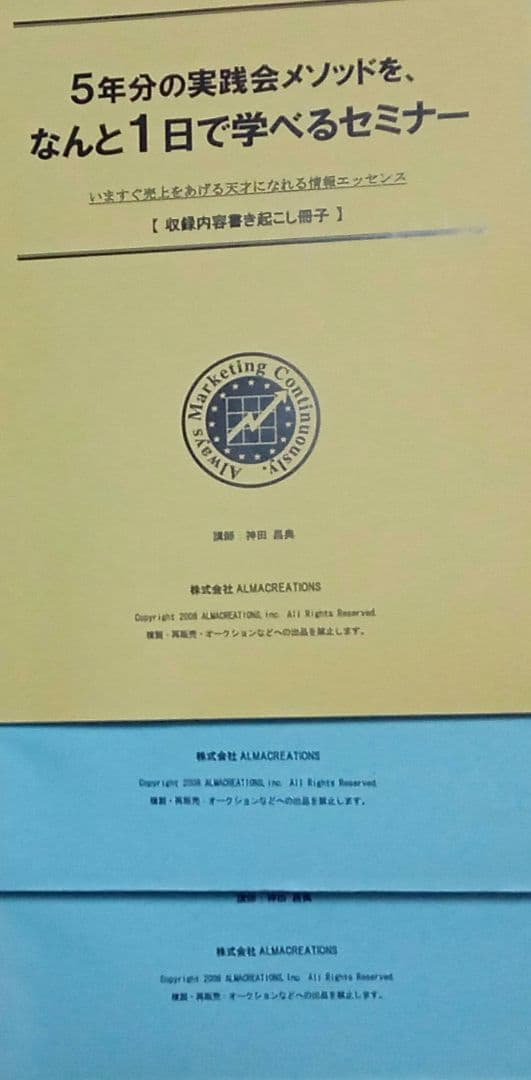 5年分の実践会メソッドを、
なんと1日で学べるセミナー
いますぐ売上をあげる天才になれる情報エッセンス
【 収録内容書き起こし冊子 】
Always Marketing Continuously.
講師 神田 昌典
株式会社 ALMACREATIONS
Copyright 2008 ALMACREATIONS, Inc. All Rights Reserved.
複製・再販売・オークションなどへの出品を禁止します。
株式会社 ALMACREATIONS
Copyright 2008 ALMACREATIONS, Inc. All Rights Reserved.
複製・再販売・オークションなどへの出品を禁止します。
講師 神田 昌典
株式会社 ALMACREATIONS
Copyright 2008 ALMACREATIONS, Inc. All Rights Reserved.
複製・再販売・オークションなどへの出品を禁止します。